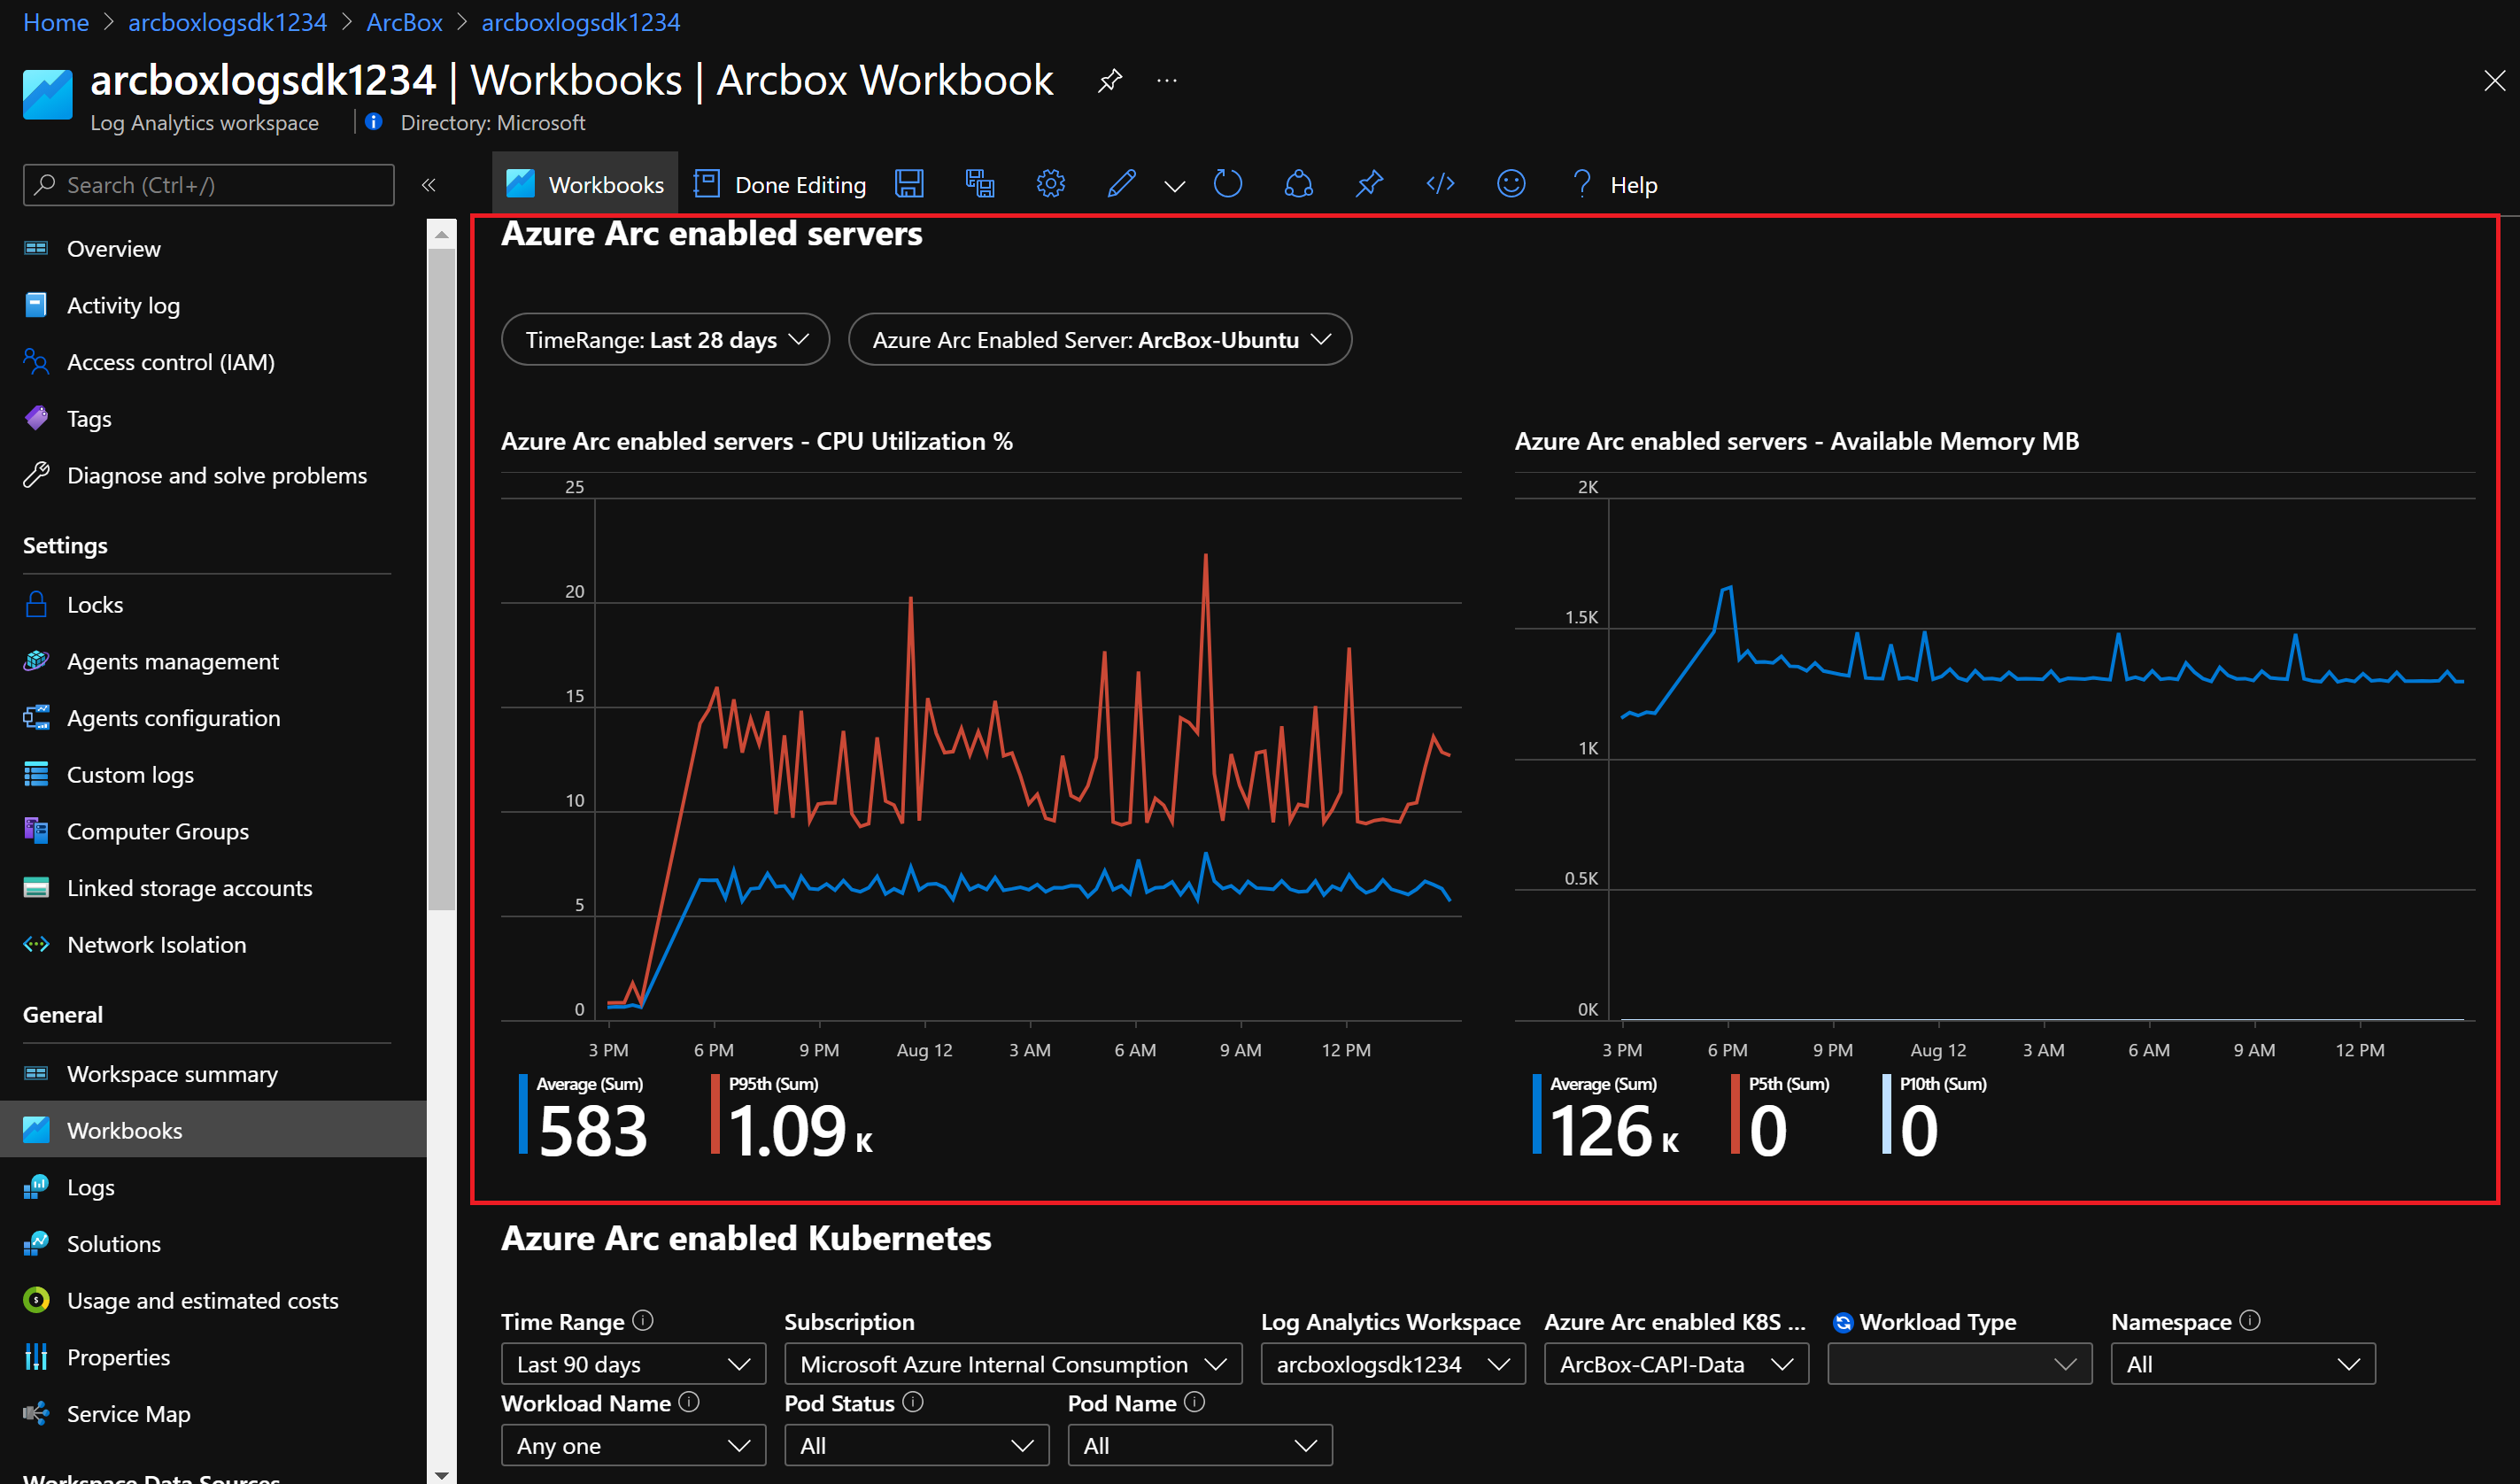 Home > arcboxlogsdk1234 > ArcBox > arcboxlogsdk1234
arcboxlogsdk1234 | Workbooks | Arcbox Workbook ...
Log Analytics workspace | Directory: Microsoft
Search (Ctrl+/) «
Workbooks Done Editing ? Help
Overview
Activity log
Access control (IAM)
Tags
Diagnose and solve problems
Settings
Locks
Agents management
Agents configuration
Custom logs
Computer Groups
Linked storage accounts
Network Isolation
General
Workspace summary
Workbooks
Logs
Solutions
Usage and estimated costs
Properties
Service Map
Workspace Data Sources
Azure Arc enabled servers
TimeRange: Last 28 days
Azure Arc Enabled Server: ArcBox-Ubuntu
Azure Arc enabled servers - CPU Utilization %
25
20
15
10
5
0
3 PM 6 PM 9 PM Aug 12 3 AM 6 AM 9 AM 12 PM
Average (Sum) P95th (Sum)
583 1.09 K
Azure Arc enabled servers - Available Memory MB
2K
1.5K
1K
0.5K
0K
3 PM 6 PM 9 PM Aug 12 3 AM 6 AM 9 AM 12 PM
Average (Sum) P5th (Sum) P10th (Sum)
126 K 0 0
Azure Arc enabled Kubernetes
Time Range Subscription Log Analytics Workspace Azure Arc enabled K8S ... Workload Type Namespace
Last 90 days Microsoft Azure Internal Consumption arcboxlogsdk1234 ArcBox-CAPI-Data All
Workload Name Pod Status Pod Name
Any one All All